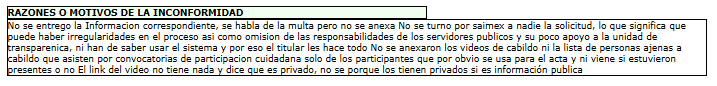 RAZONES O MOTIVOS DE LA INCONFORMIDAD
No se entrego la Informacion correspondiente, se habla de la multa pero no se anexa No se turno por saimex a nadie la solicitud, lo que significa que
puede haber irregularidades en el proceso asi como omision de las responsabilidades de los servidores publicos y su poco apoyo a la unidad de
transparenica, ni han de saber usar el sistema y por eso el titular les hace todo No se anexaron los videos de cabildo ni la lista de personas ajenas a
cabildo que asisten por convocatorias de participacion cuidadana solo de los participantes que por obvio se usa para el acta y ni viene si estuvieron
presentes o no El link del video no tiene nada y dice que es privado, no se porque los tienen privados si es información publica